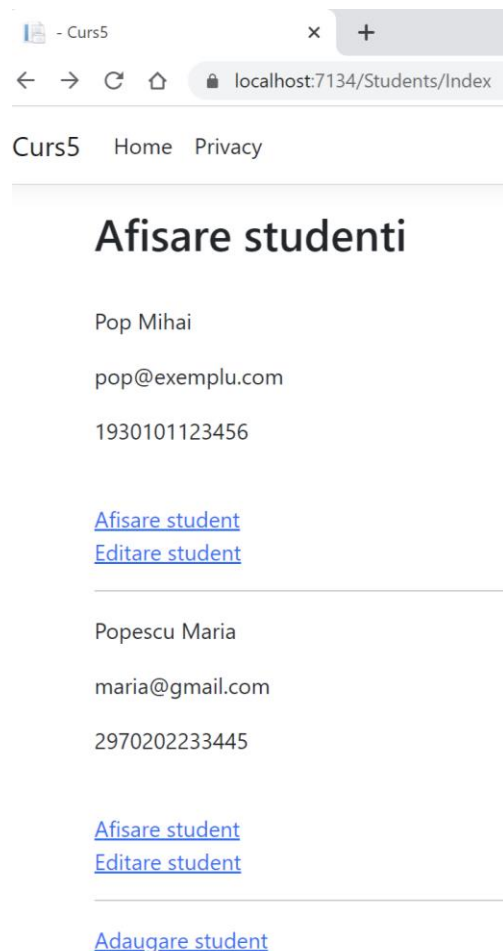 - Curs5
localhost:7134/Students/Index
Curs5 Home Privacy
Afisare studenti
Pop Mihai
pop@exemplu.com
1930101123456
Afisare student
Editare student
Popescu Maria
maria@gmail.com
2970202233445
Afisare student
Editare student
Adaugare student